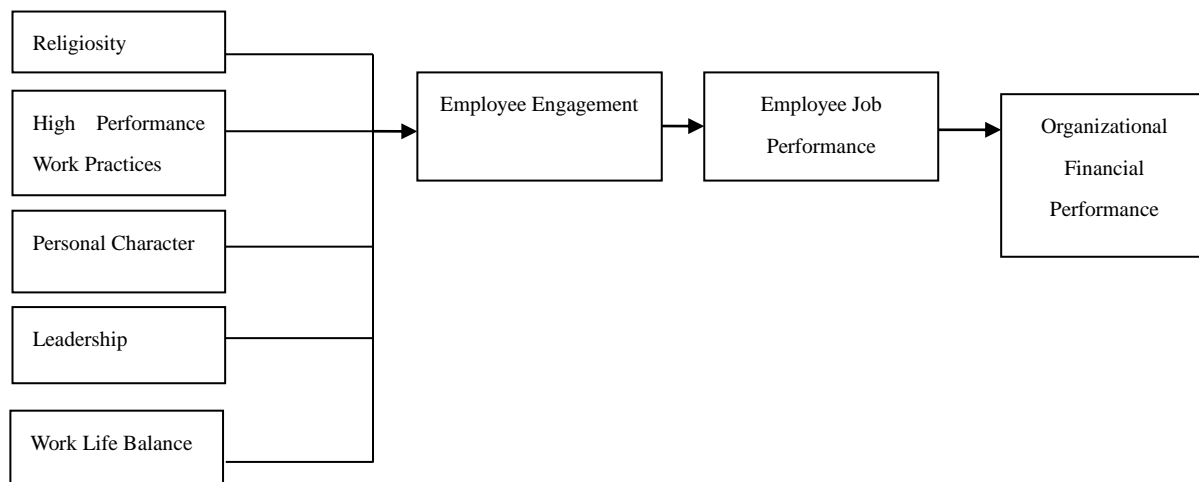 Religiosity
High Performance
Work Practices
Personal Character
Leadership
Work Life Balance
Employee Engagement
Employee Job
Performance
Organizational
Financial
Performance